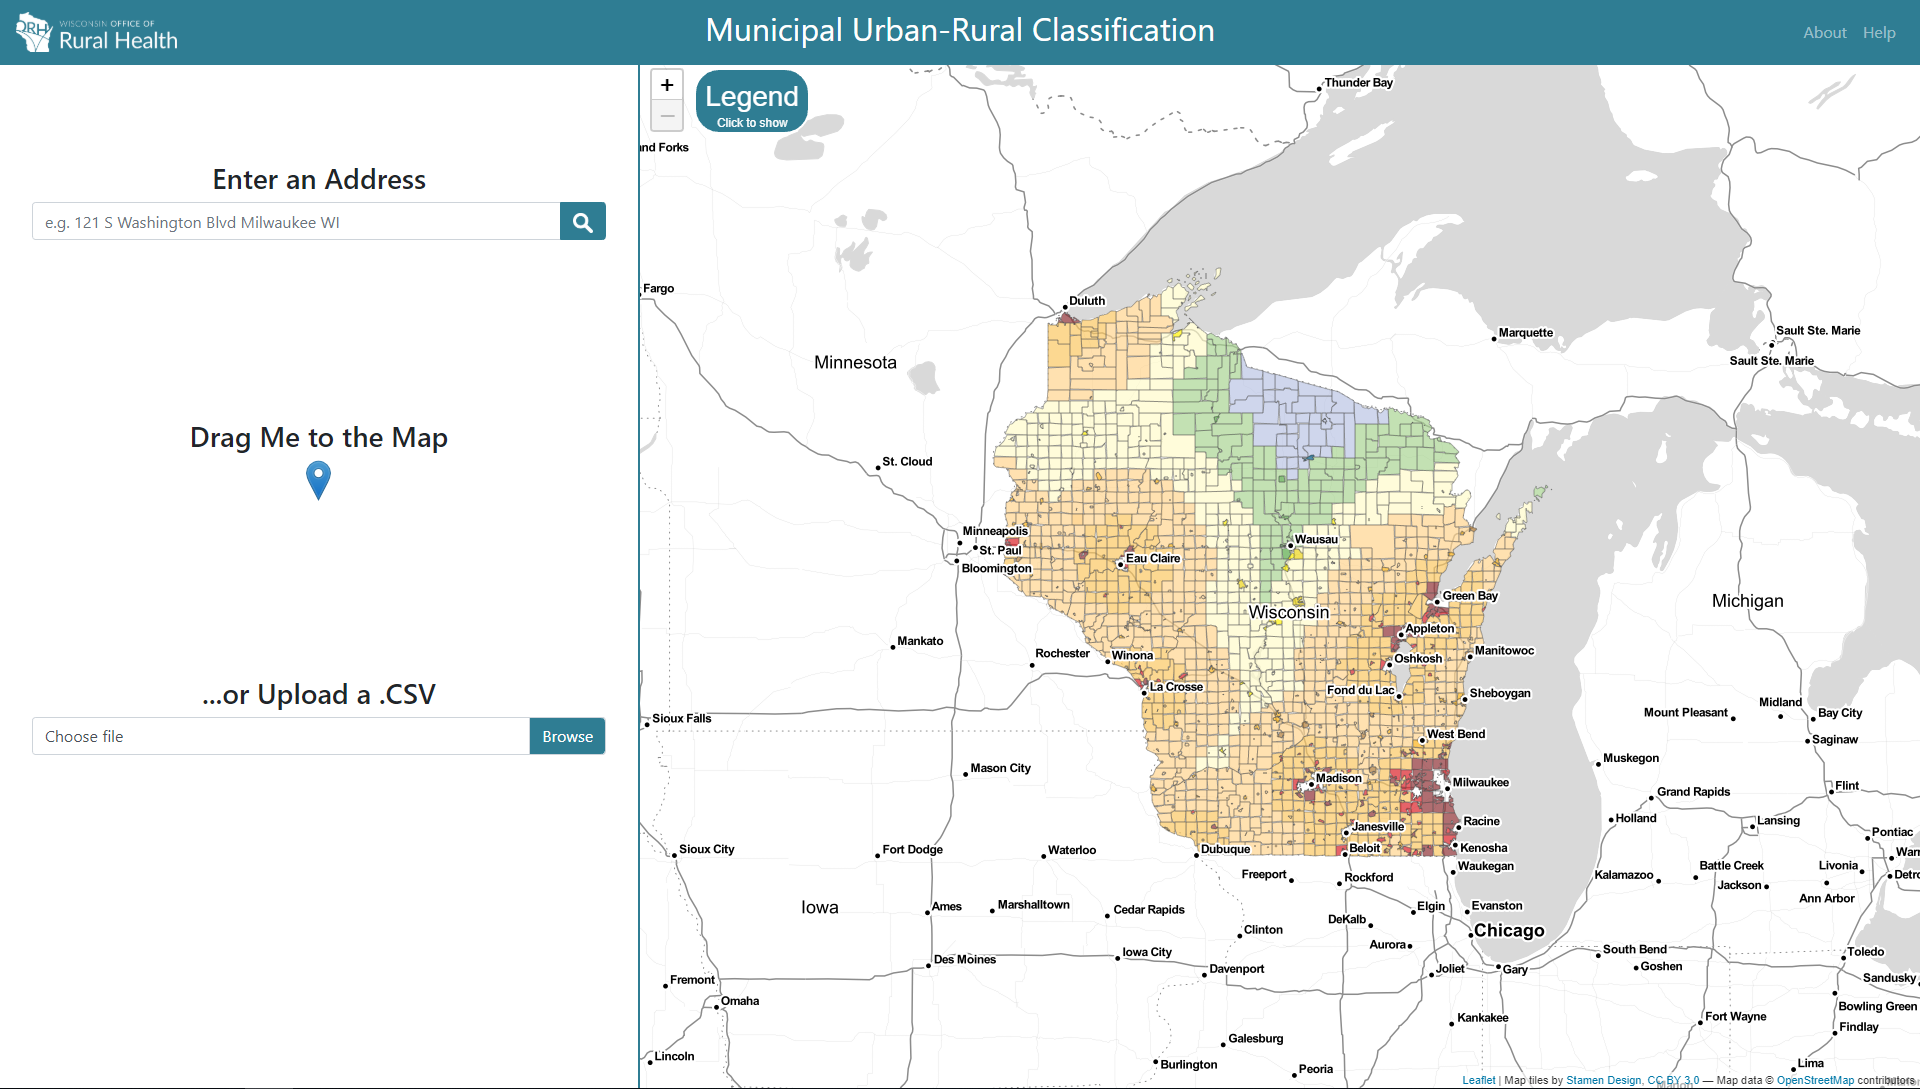 ORH
WISCONSIN OFFICE OF
Rural Health
Municipal Urban-Rural Classification
About
Help
Enter an Address
e.g. 121 S Washington Blvd Milwaukee WI
Drag Me to the Map
...or Upload a .CSV
Choose file
Browse
+
−
Legend
Click to show
Thunder Bay
nd Forks
Fargo
Duluth
Marquette
Sault Ste. Marie
Sault Ste. Marie
Minnesota
St. Cloud
Minneapolis
St. Paul
Bloomington
Eau Claire
Wausau
Green Bay
Wisconsin
Michigan
Appleton
Mankato
Rochester
Winona
Oshkosh
Manitowoc
La Crosse
Fond du Lac
Sheboygan
Sioux Falls
Mount Pleasant
Midland
Bay City
West Bend
Saginaw
Mason City
Muskegon
Madison
Milwaukee
Flint
Grand Rapids
Racine
Holland
Lansing
Janesville
Pontiac
Sioux City
Fort Dodge
Waterloo
Dubuque
Beloit
Kenosha
Waukegan
Battle Creek
Livonia
Warr
Freeport
Rockford
Kalamazoo
Jackson
Detro
Ann Arbor
Iowa
Ames
Marshalltown
Cedar Rapids
Elgin
Evanston
DeKalb
Clinton
Chicago
Aurora
Iowa City
South Bend
Toledo
Des Moines
Davenport
Joliet
Gary
Goshen
Fremont
Sandusky
Omaha
Bowling Green
Kankakee
Fort Wayne
Findlay
Galesburg
Lincoln
Burlington
Peoria
Lima
Marion
Leaflet | Map tiles by Stamen Design, CC BY 3.0 — Map data © OpenStreetMap contributors